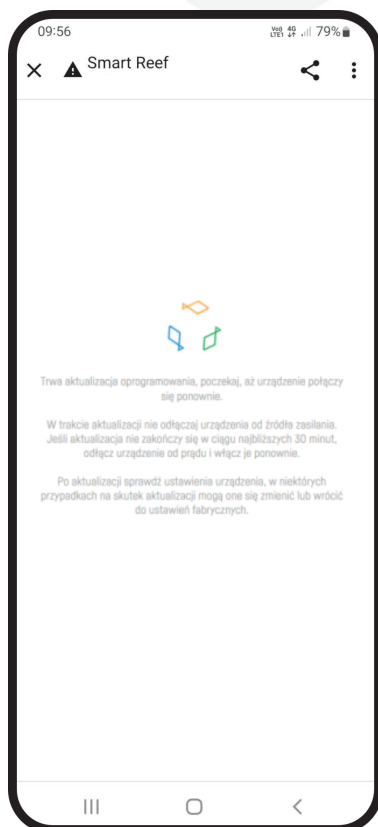 09:56 Vo) LTE1 4G 79%
Smart Reef
Trwa aktualizacja oprogramowania, poczekaj, aż urządzenie połączy
się ponownie.
W trakcie aktualizacji nie odłączaj urządzenia od źródła zasilania.
Jeśli aktualizacja nie zakończy się w ciągu najbliższych 30 minut,
odłącz urządzenie od prądu i włącz je ponownie.
Po aktualizacji sprawdź ustawienia urządzenia, w niektórych
przypadkach na skutek aktualizacji mogą one się zmienić lub wrócić
do ustawień fabrycznych.